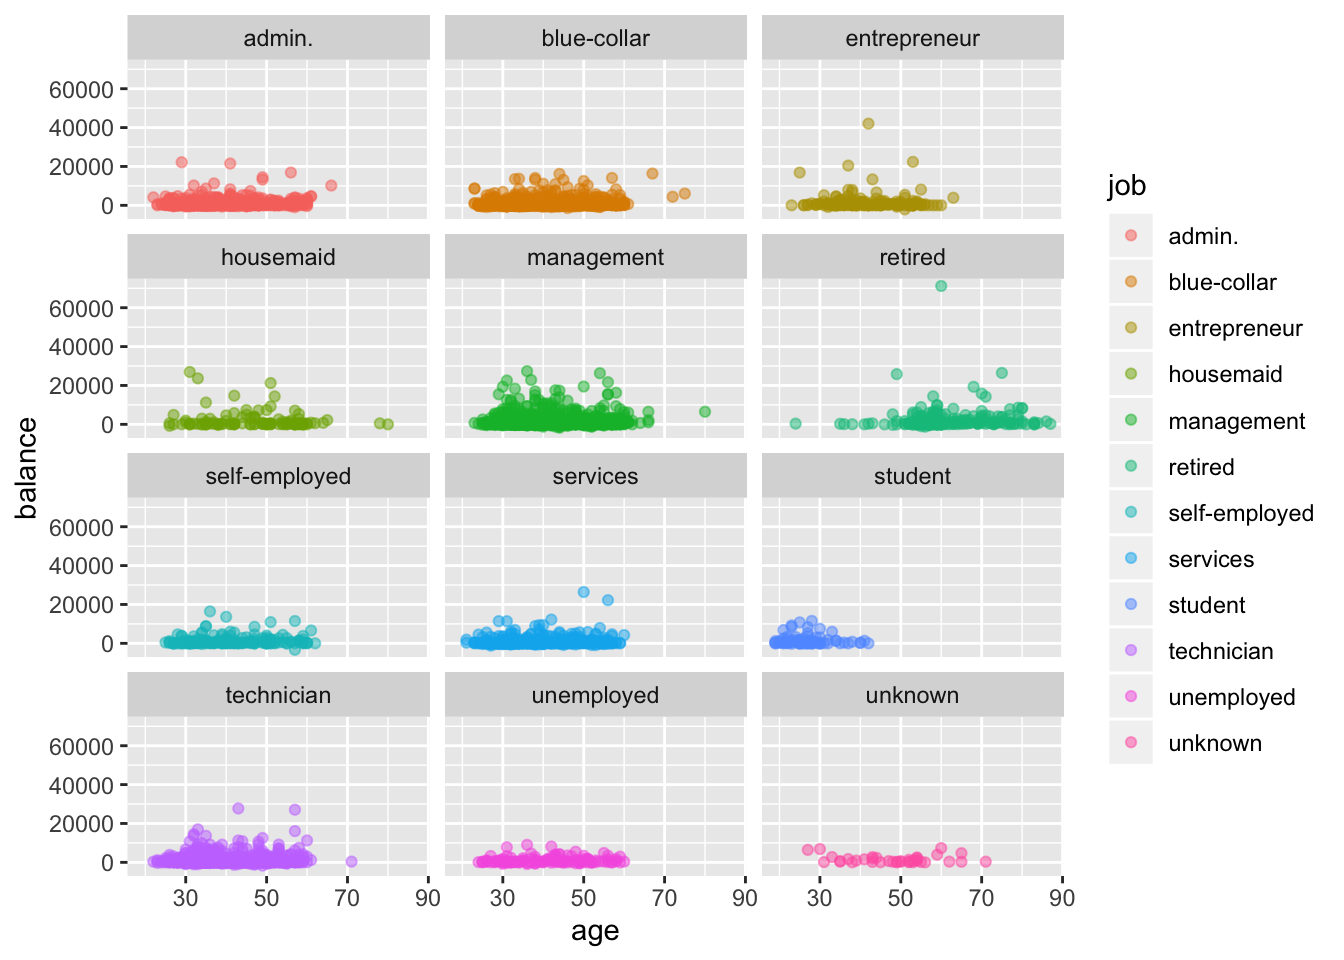 admin. blue-collar entrepreneur
60000
40000
20000
0
housemaid management retired
60000
40000
20000
0
self-employed services student
60000
40000
20000
0
technician unemployed unknown
60000
40000
20000
0
30 50 70 90 30 50 70 90 30 50 70 90
age
balance
job
admin.
blue-collar
entrepreneur
housemaid
management
retired
self-employed
services
student
technician
unemployed
unknown